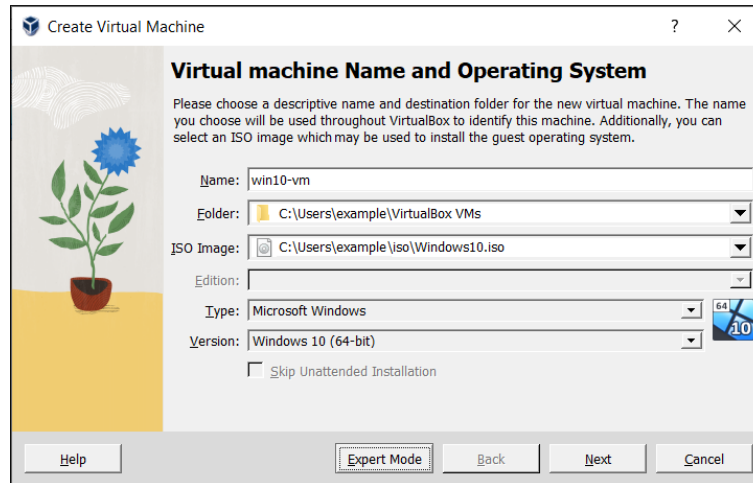 Create Virtual Machine
?
Virtual machine Name and Operating System
Please choose a descriptive name and destination folder for the new virtual machine. The name
you choose will be used throughout VirtualBox to identify this machine. Additionally, you can
select an ISO image which may be used to install the guest operating system.
Name: win10-vm
Folder: C:\Users\example\VirtualBox VMs
ISO Image: C:\Users\example\iso\Windows10.iso
Edition:
Type: Microsoft Windows
64
10
Version: Windows 10 (64-bit)
Skip Unattended Installation
Help Expert Mode Back Next Cancel